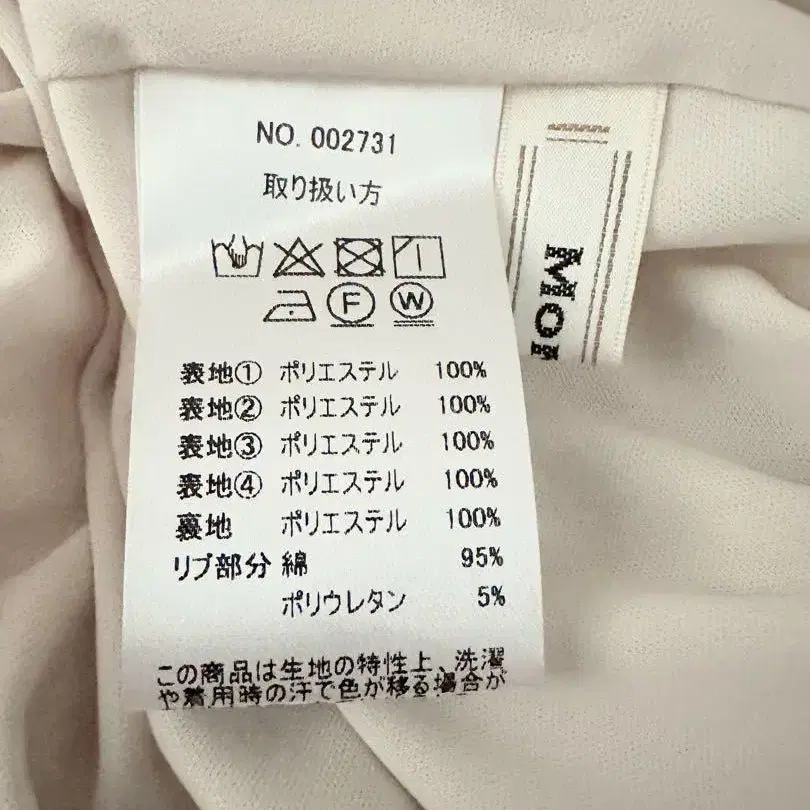 NO. 002731
取り扱い方
F W
表地① ポリエステル 100%
表地② ポリエステル 100%
表地③ ポリエステル 100%
表地④ ポリエステル 100%
裏地 ポリエステル 100%
リブ部分 綿 95%
ポリウレタン 5%
この商品は生地の特性上、洗濯
や着用時の汗で色が移る場合が